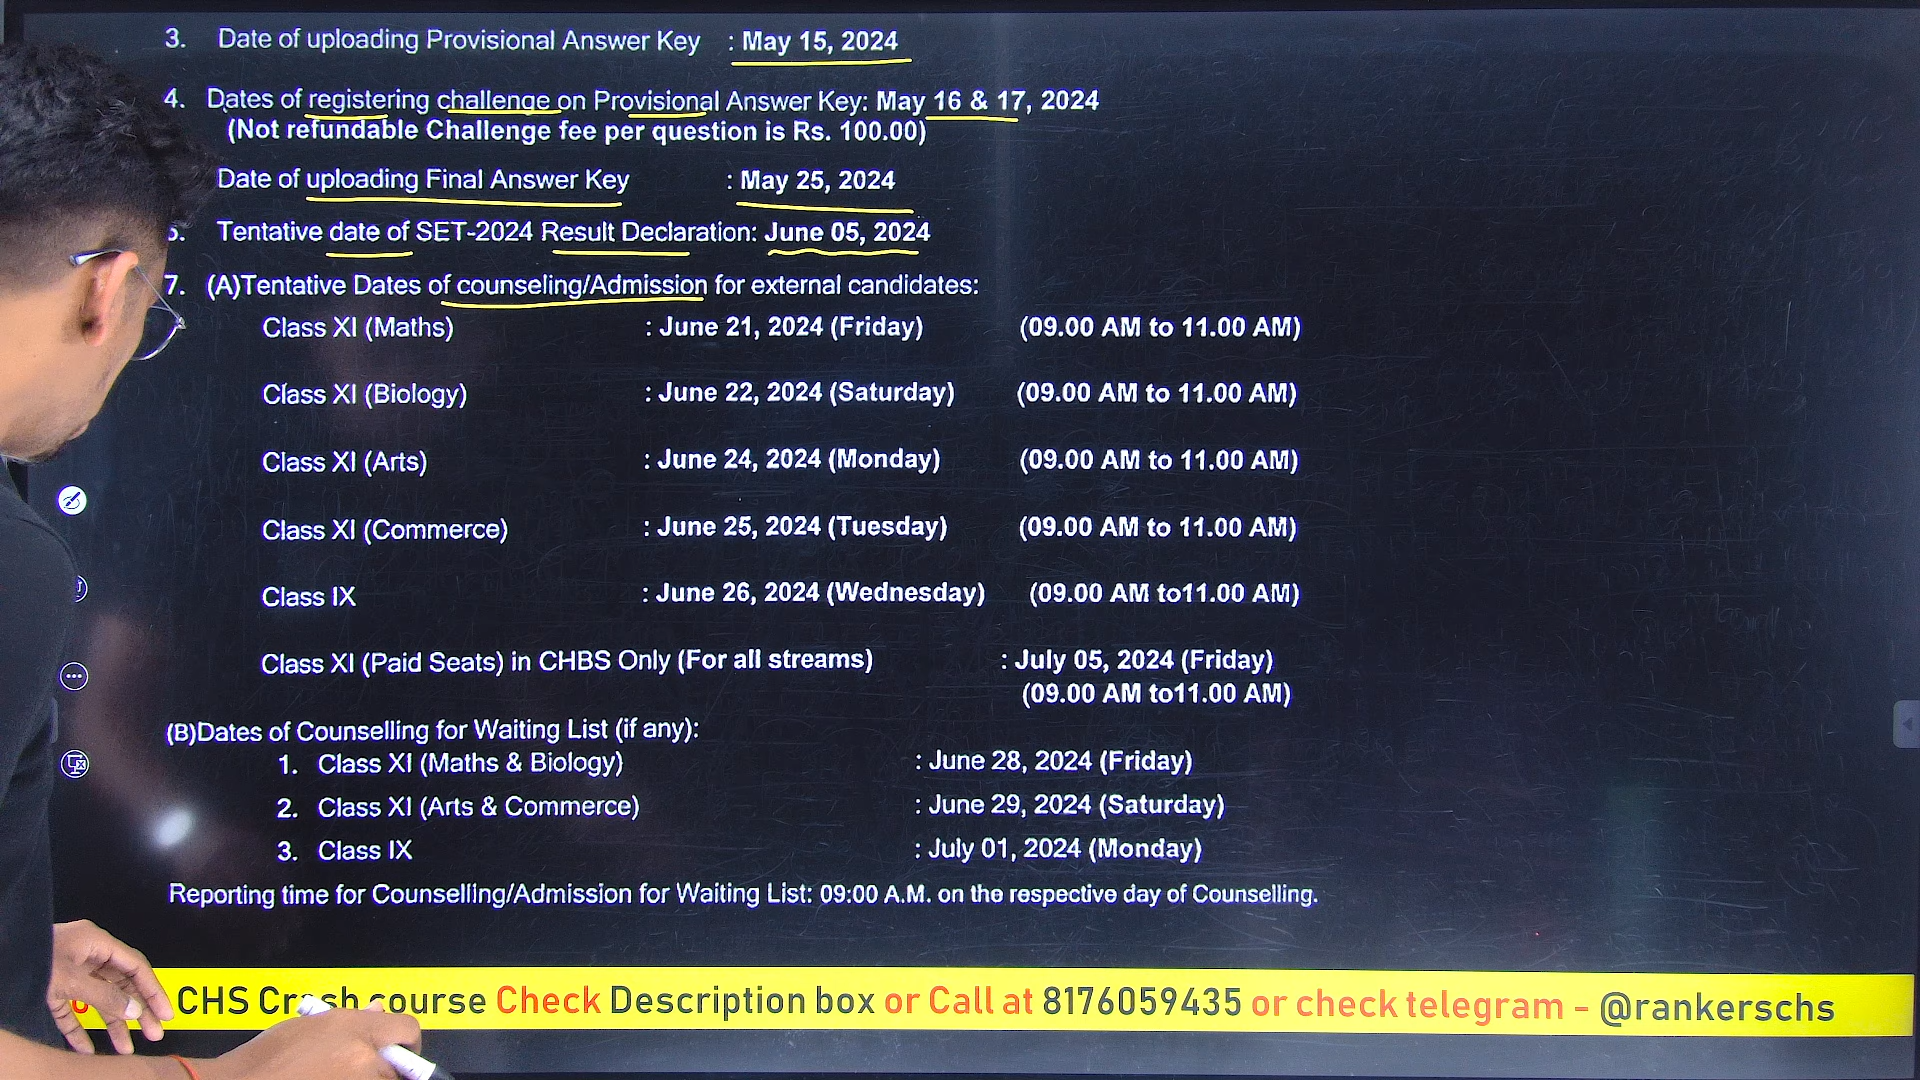 3. Date of uploading Provisional Answer Key : May 15, 2024
4. Dates of registering challenge on Provisional Answer Key: May 16 & 17, 2024
(Not refundable Challenge fee per question is Rs. 100.00)
Date of uploading Final Answer Key : May 25, 2024
Tentative date of SET-2024 Result Declaration: June 05, 2024
7. (A)Tentative Dates of counseling/Admission for external candidates:
Class XI (Maths) : June 21, 2024 (Friday) (09.00 AM to 11.00 AM)
Class XI (Biology) : June 22, 2024 (Saturday) (09.00 AM to 11.00 AM)
Class XI (Arts) : June 24, 2024 (Monday) (09.00 AM to 11.00 AM)
Class XI (Commerce) : June 25, 2024 (Tuesday) (09.00 AM to 11.00 AM)
Class IX : June 26, 2024 (Wednesday) (09.00 AM to11.00 AM)
Class XI (Paid Seats) in CHBS Only (For all streams) : July 05, 2024 (Friday)
(09.00 AM to11.00 AM)
(B)Dates of Counselling for Waiting List (if any):
1. Class XI (Maths & Biology) : June 28, 2024 (Friday)
2. Class XI (Arts & Commerce) : June 29, 2024 (Saturday)
3. Class IX : July 01, 2024 (Monday)
Reporting time for Counselling/Admission for Waiting List: 09:00 A.M. on the respective day of Counselling.
CHS Crash course Check Description box or Call at 8176059435 or check telegram - @rankerschs